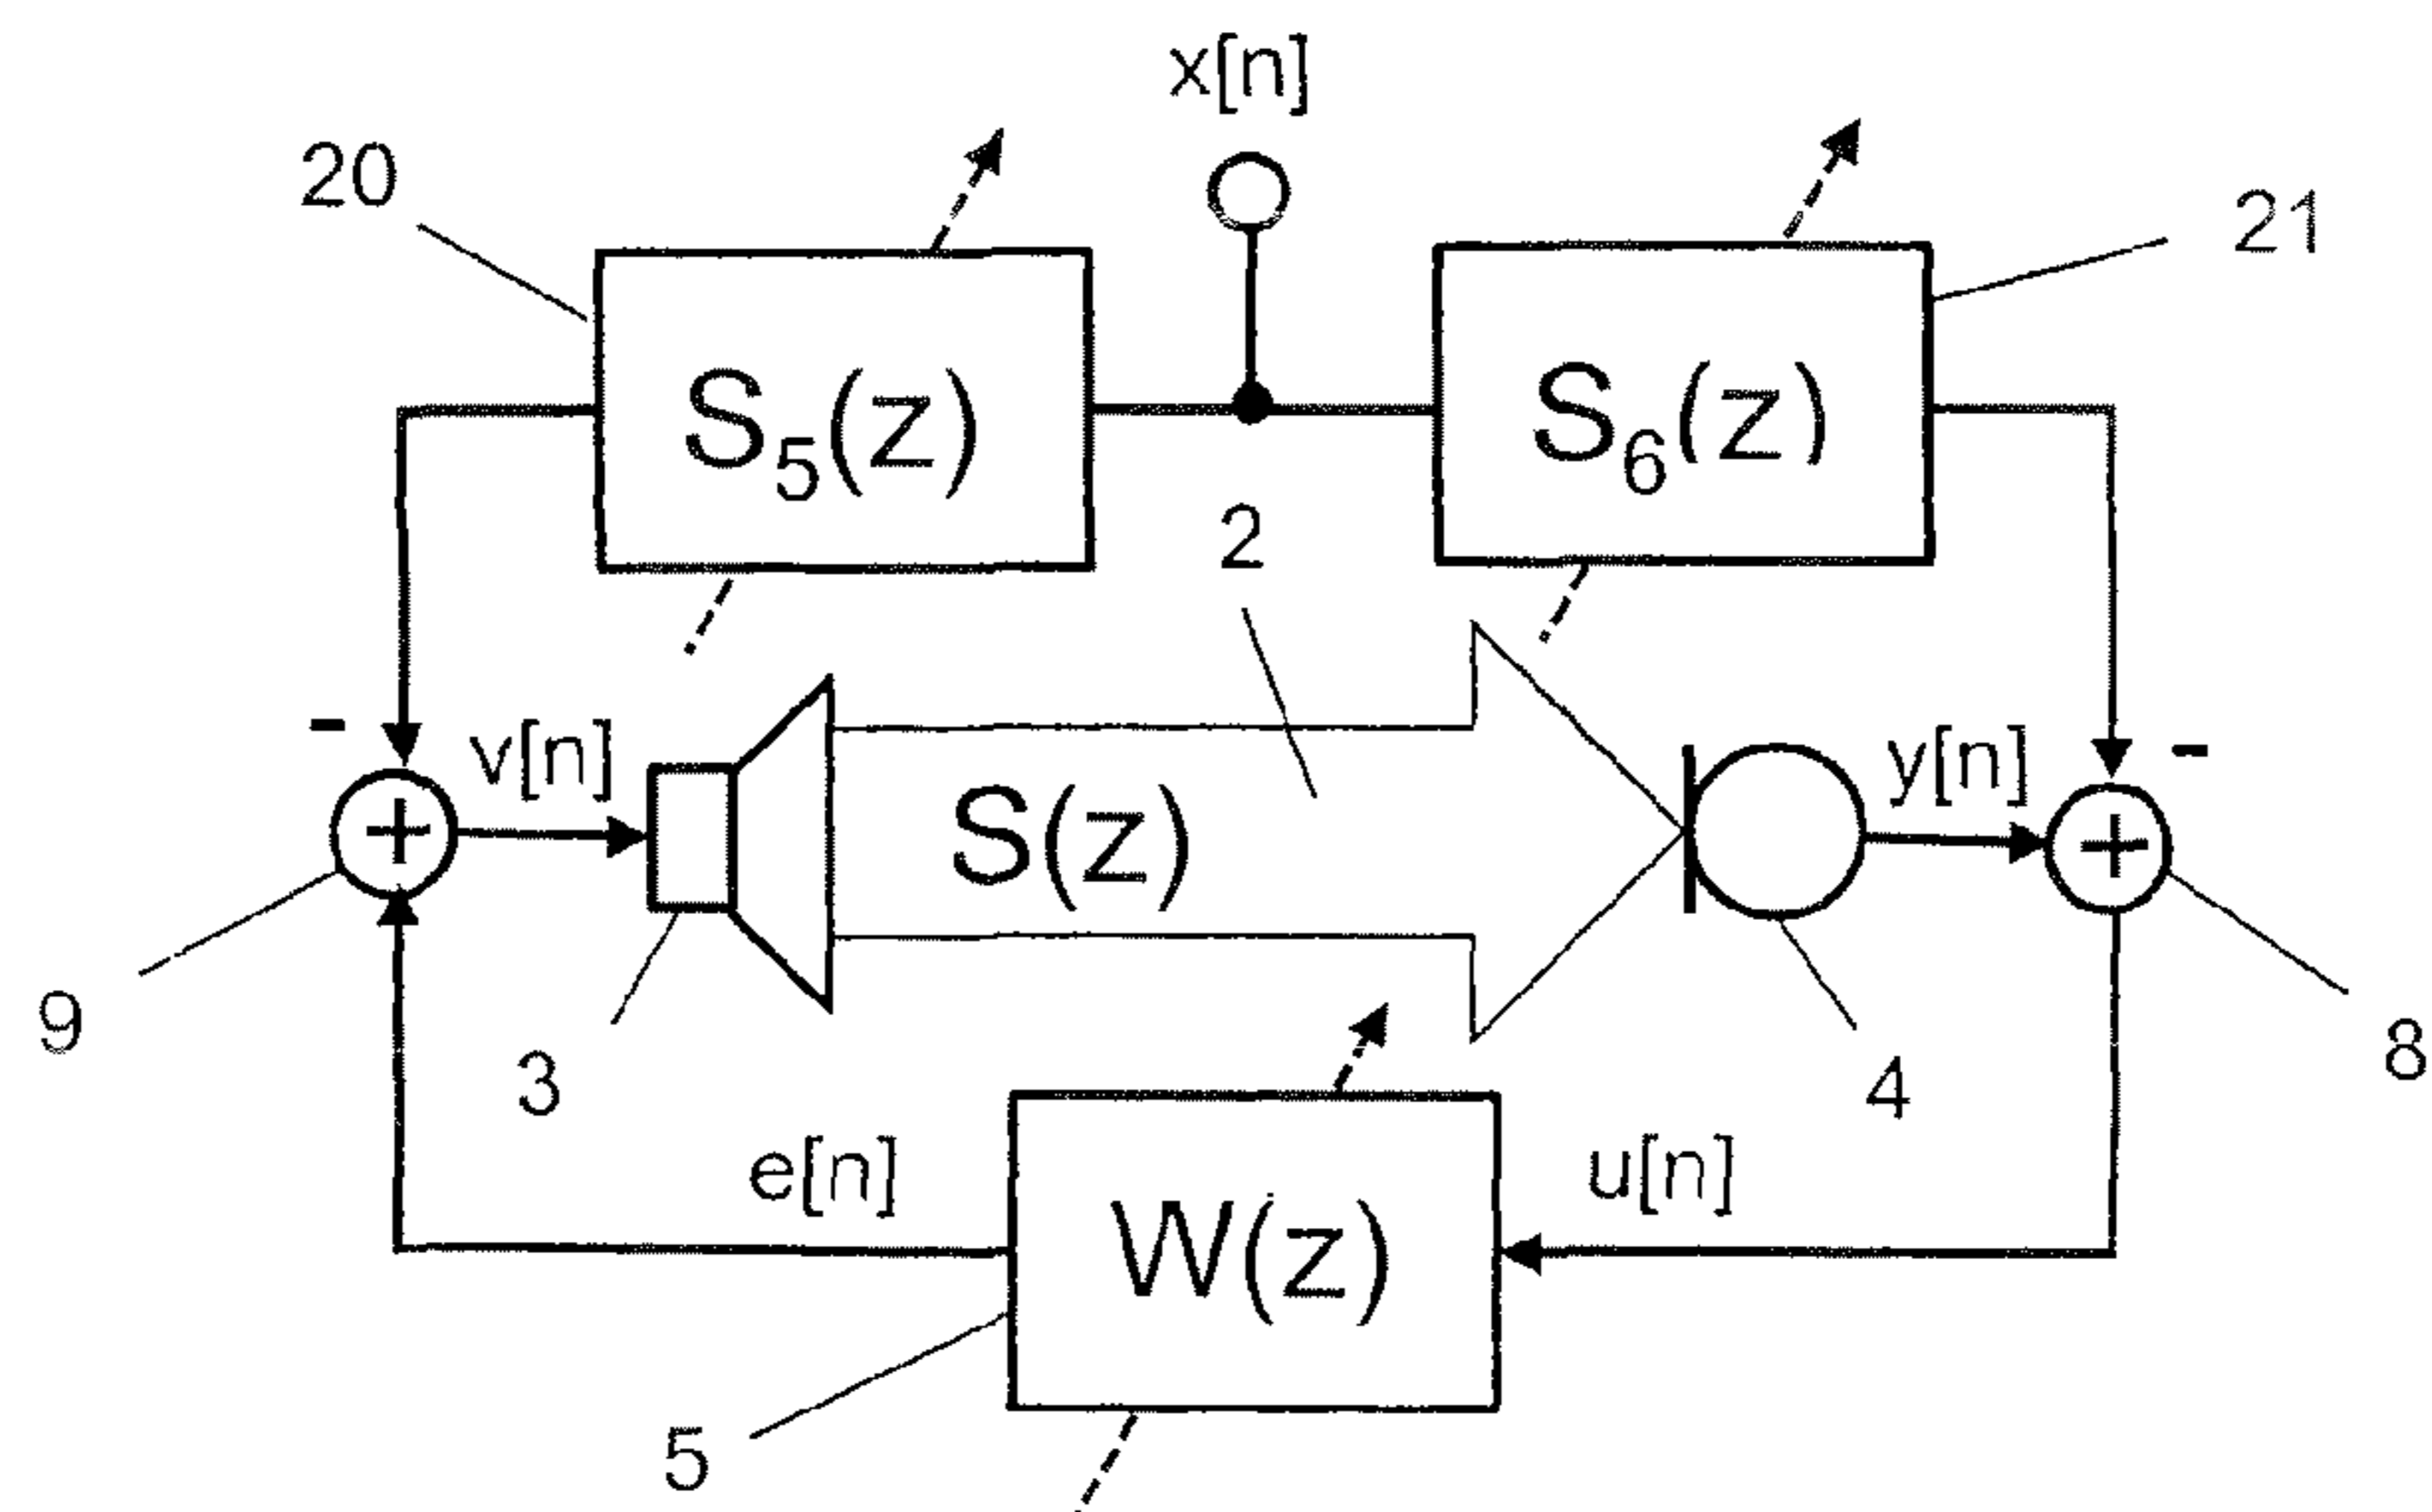 x[n]
20
21
S5(z)
S6(z)
2
-
v[n]
+
S(z)
y[n]
-
+
9
3
4
8
e[n]
W(z)
u[n]
5